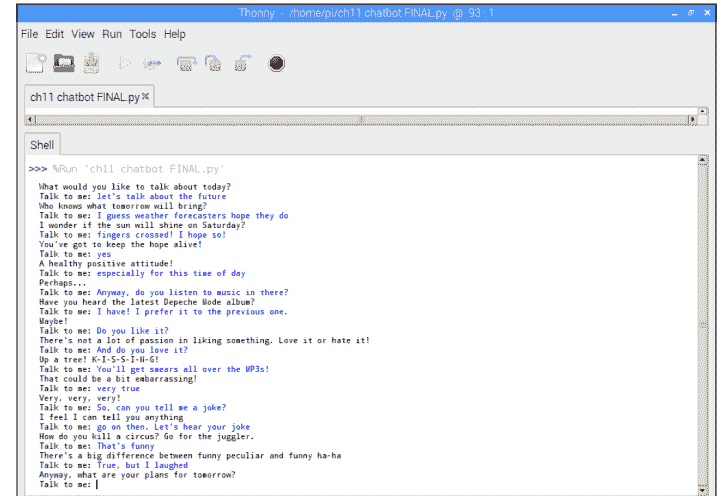 Thonny - /home/pi/ch11 chatbot FINAL.py @ 93 : 1
File Edit View Run Tools Help
ch11 chatbot FINAL.py
Shell
>>> %Run 'ch11 chatbot FINAL.py'
What would you like to talk about today?
Talk to me: let's talk about the future
Who knows what tomorrow will bring?
Talk to me: I guess weather forecasters hope they do
I wonder if the sun will shine on Saturday?
Talk to me: fingers crossed! I hope so!
You've got to keep the hope alive!
Talk to me: yes
A healthy positive attitude!
Talk to me: especially for this time of day
Perhaps...
Talk to me: Anyway, do you listen to music in there?
Have you heard the latest Depeche Mode album?
Talk to me: I have! I prefer it to the previous one.
Maybe!
Talk to me: Do you like it?
There's not a lot of passion in liking something. Love it or hate it!
Talk to me: And do you love it?
Up a tree! K-I-S-S-I-N-G!
Talk to me: You'll get smears all over the MP3s!
That could be a bit embarrassing!
Talk to me: very true
Very, very, very!
Talk to me: So, can you tell me a joke?
I feel I can tell you anything
Talk to me: go on then. Let's hear your joke
How do you kill a circus? Go for the juggler.
Talk to me: That's funny
There's a big difference between funny peculiar and funny ha-ha
Talk to me: True, but I laughed
Anyway, what are your plans for tomorrow?
Talk to me: